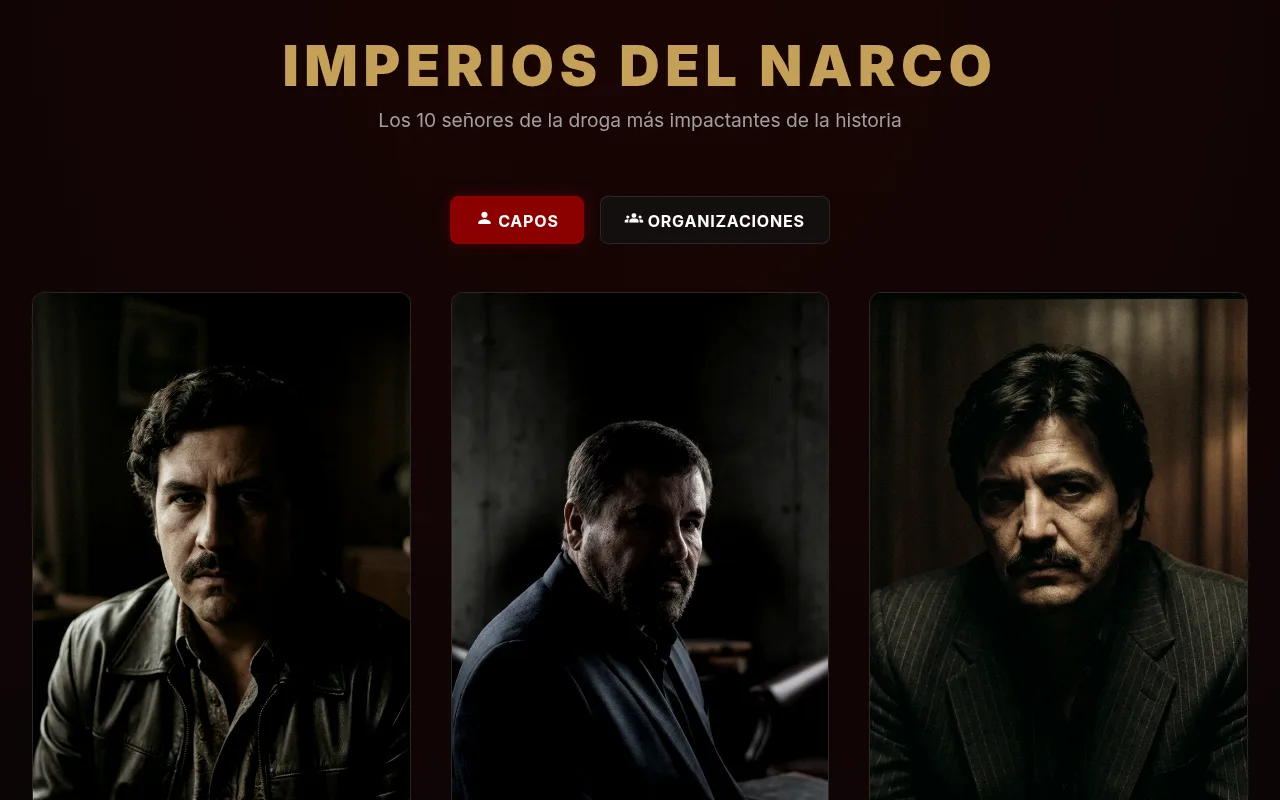 IMPERIOS DEL NARCO
Los 10 señores de la droga más impactantes de la historia
CAPOS
ORGANIZACIONES